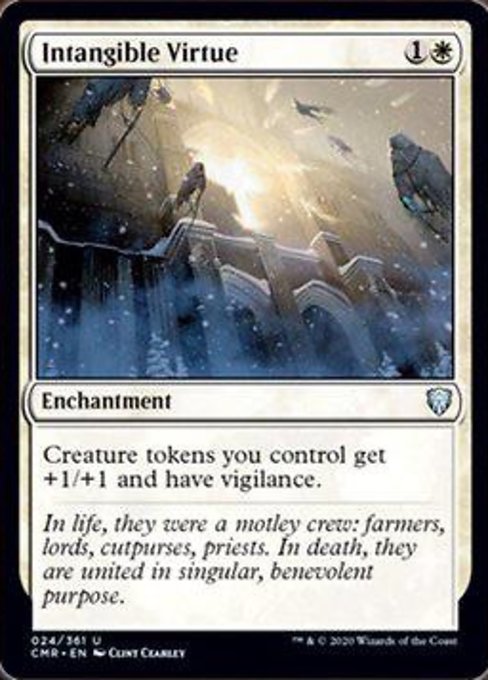 Intangible Virtue 1
Enchantment
Creature tokens you control get
+1/+1 and have vigilance.
In life, they were a motley crew: farmers,
lords, cutpurses, priests. In death, they
are united in singular, benevolent
purpose.
024/361 U
™ & © 2020 Wizards of the Coast
CMR • EN Clint Cearley